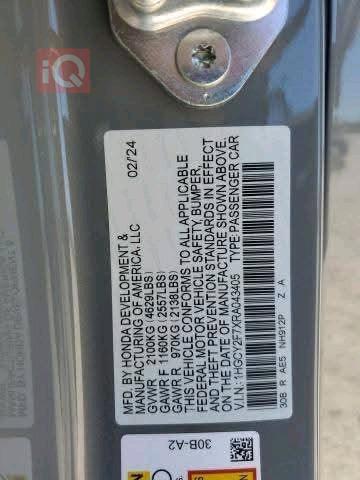 iQ
MFD. BY HONDA DEVELOPMENT &
MANUFACTURING OF AMERICA, LLC 02/'24
GVWR 2100KG (4629LBS)
GAWR F 1160KG (2557LBS)
GAWR R 970KG (2138LBS)
THIS VEHICLE CONFORMS TO ALL APPLICABLE
FEDERAL MOTOR VEHICLE SAFETY, BUMPER,
AND THEFT PREVENTION STANDARDS IN EFFECT
ON THE DATE OF MANUFACTURE SHOWN ABOVE.
V.I.N.: 1HGCY2F7XRA043405 TYPE: PASSENGER CAR
30B R AE5 NH912P Z A
30B-A2